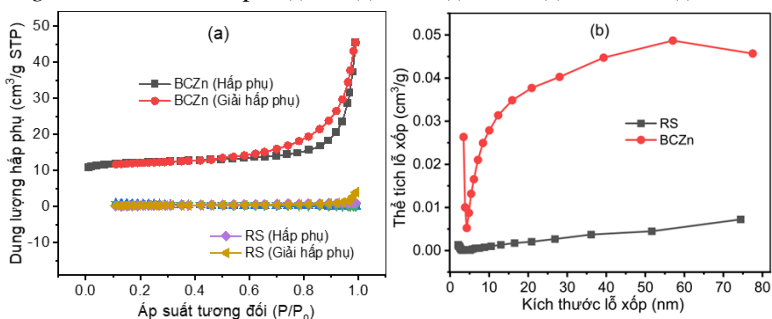 (a)
Dung lượng hấp phụ (cm³/g STP)
50
40
30
20
10
0
-10
BCZn (Hấp phụ)
BCZn (Giải hấp phụ)
RS (Hấp phụ)
RS (Giải hấp phụ)
0.0 0.2 0.4 0.6 0.8 1.0
Áp suất tương đối (P/P₀)
(b)
Thể tích lỗ xốp (cm³/g)
0.05
0.04
0.03
0.02
0.01
0.00
RS
BCZn
0 10 20 30 40 50 60 70 80
Kích thước lỗ xốp (nm)